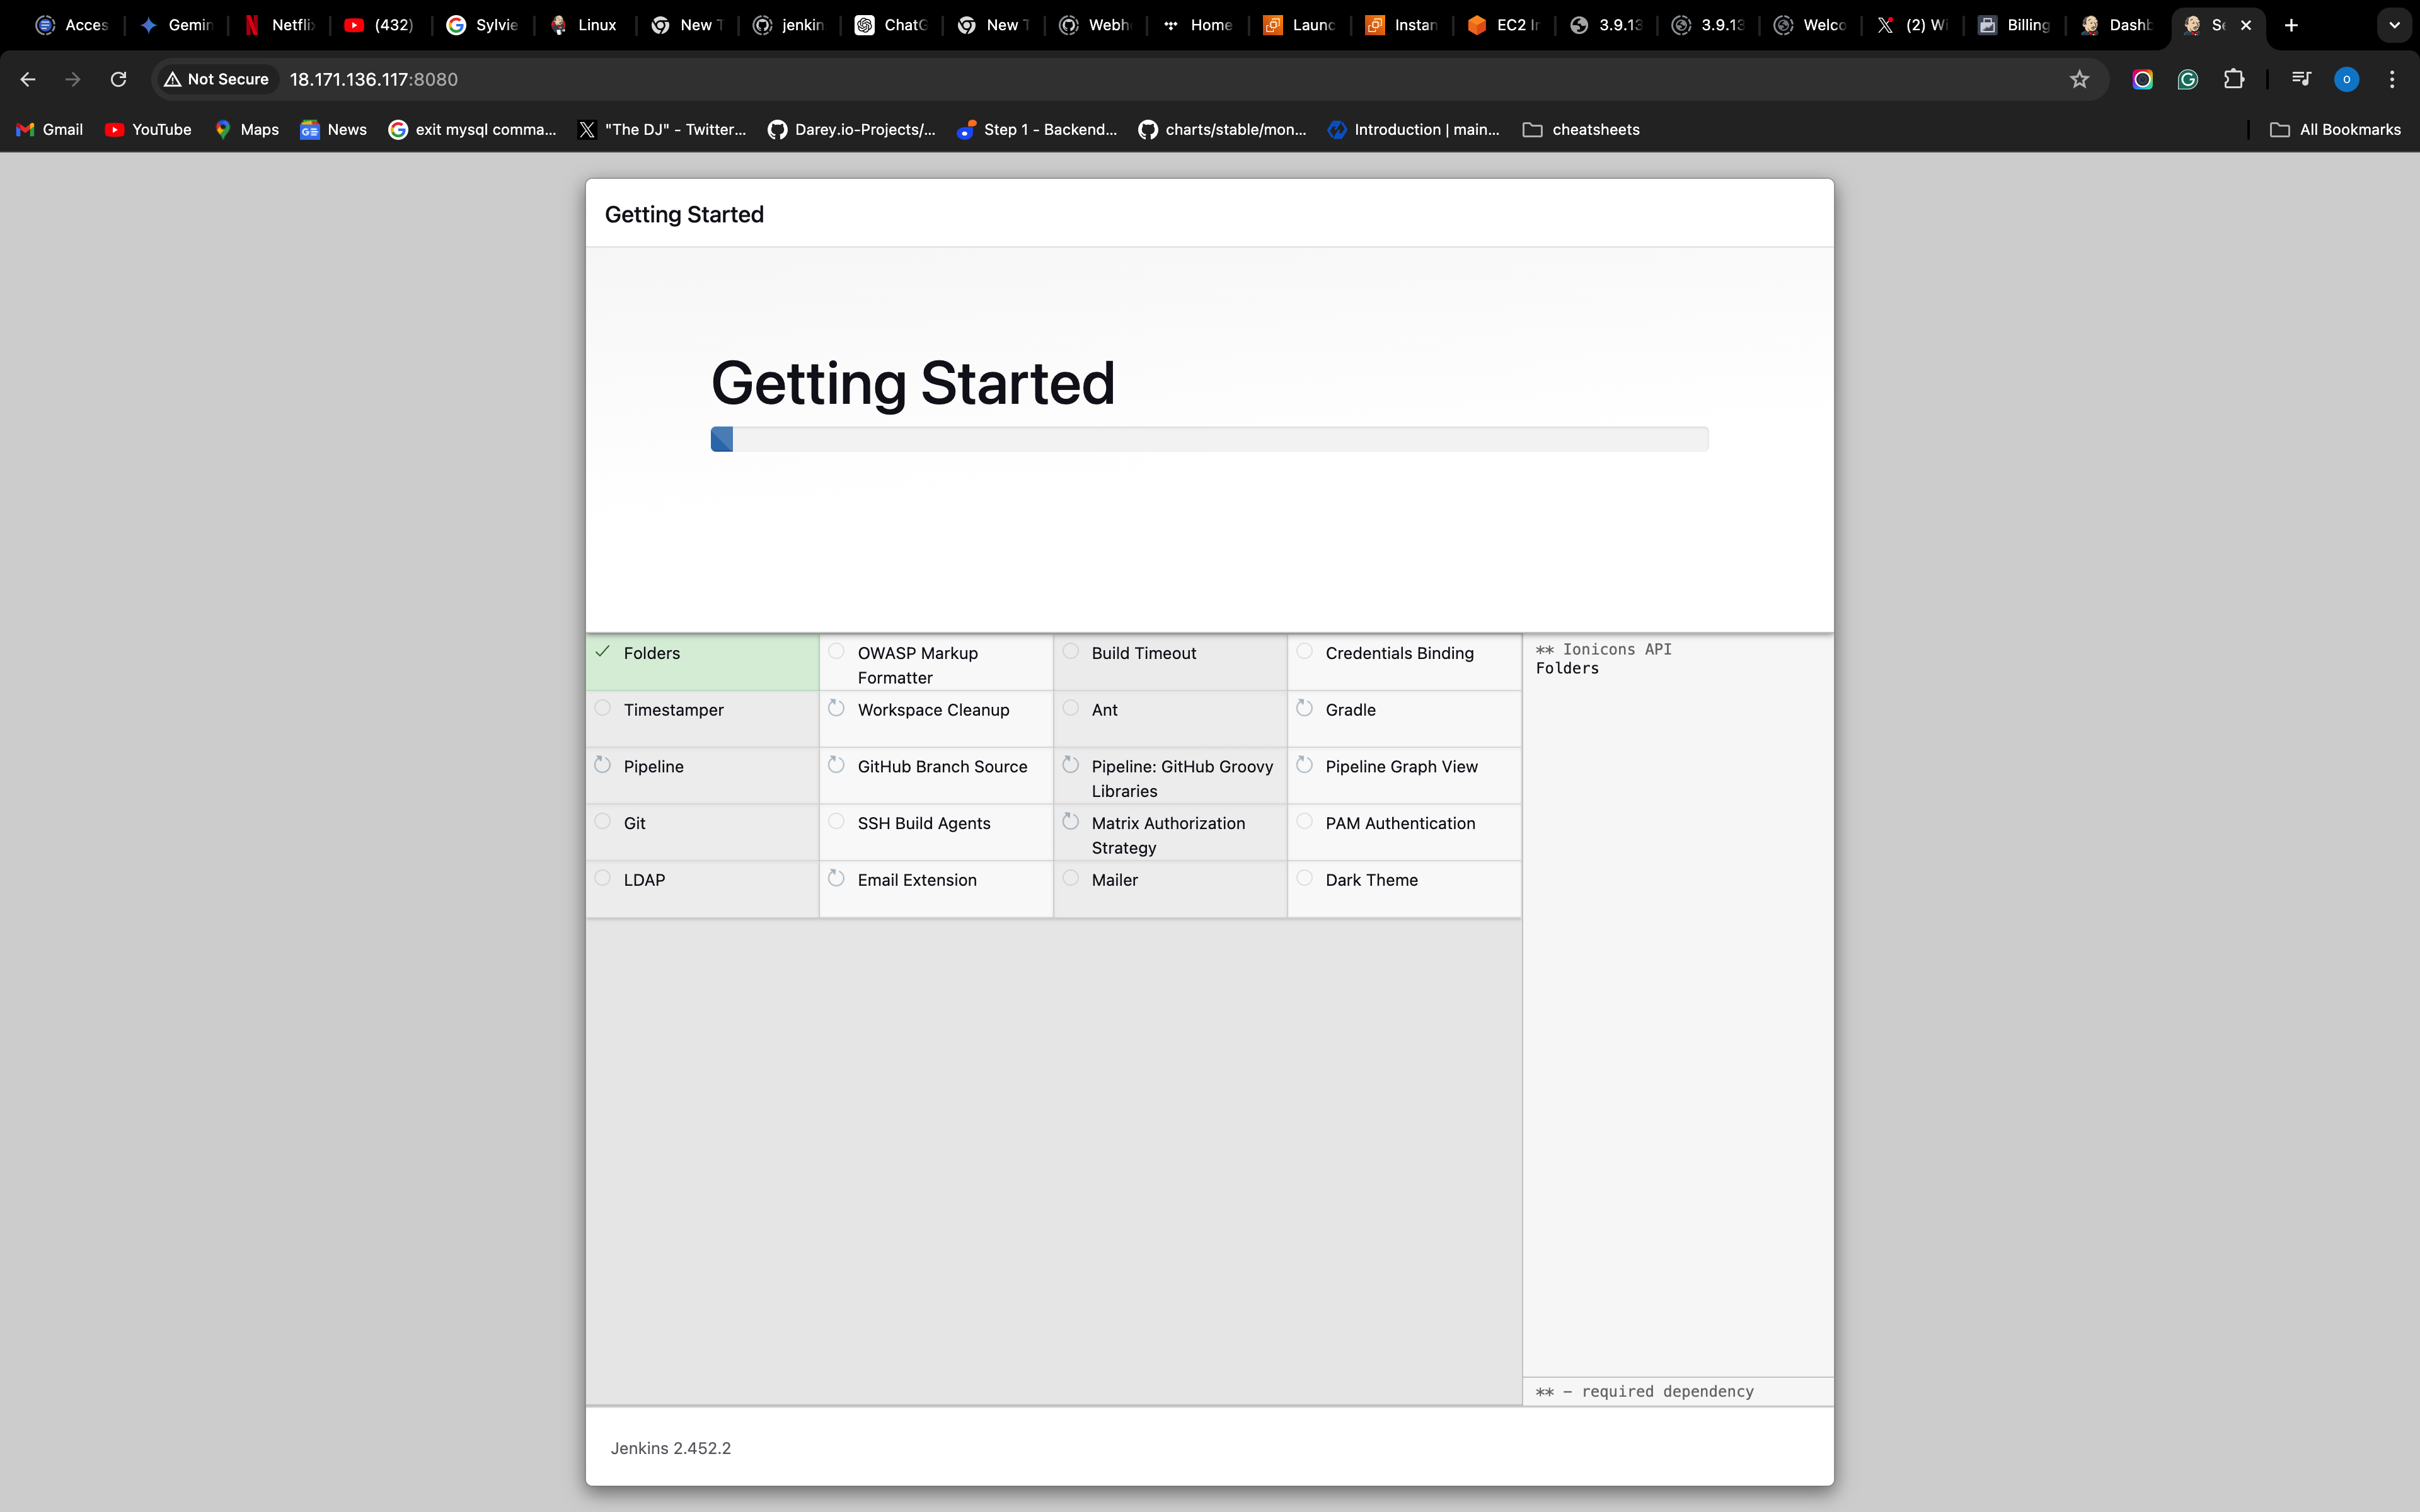 Acces Gemin Netflix (432) Sylvie Linux New T jenkin ChatG New T Webh Home Launc Instan EC2 In 3.9.13 3.9.13 Welco (2) Wi Billing Dashb Se
Not Secure 18.171.136.117:8080
Gmail YouTube Maps News exit mysql comma... "The DJ" - Twitter... Darey.io-Projects/... Step 1 - Backend... charts/stable/mon... Introduction | main... cheatsheets All Bookmarks
Getting Started
Getting Started
Folders
OWASP Markup
Formatter
Build Timeout
Credentials Binding
Timestamper
Workspace Cleanup
Ant
Gradle
Pipeline
GitHub Branch Source
Pipeline: GitHub Groovy
Libraries
Pipeline Graph View
Git
SSH Build Agents
Matrix Authorization
Strategy
PAM Authentication
LDAP
Email Extension
Mailer
Dark Theme
** Ionicons API
Folders
** - required dependency
Jenkins 2.452.2